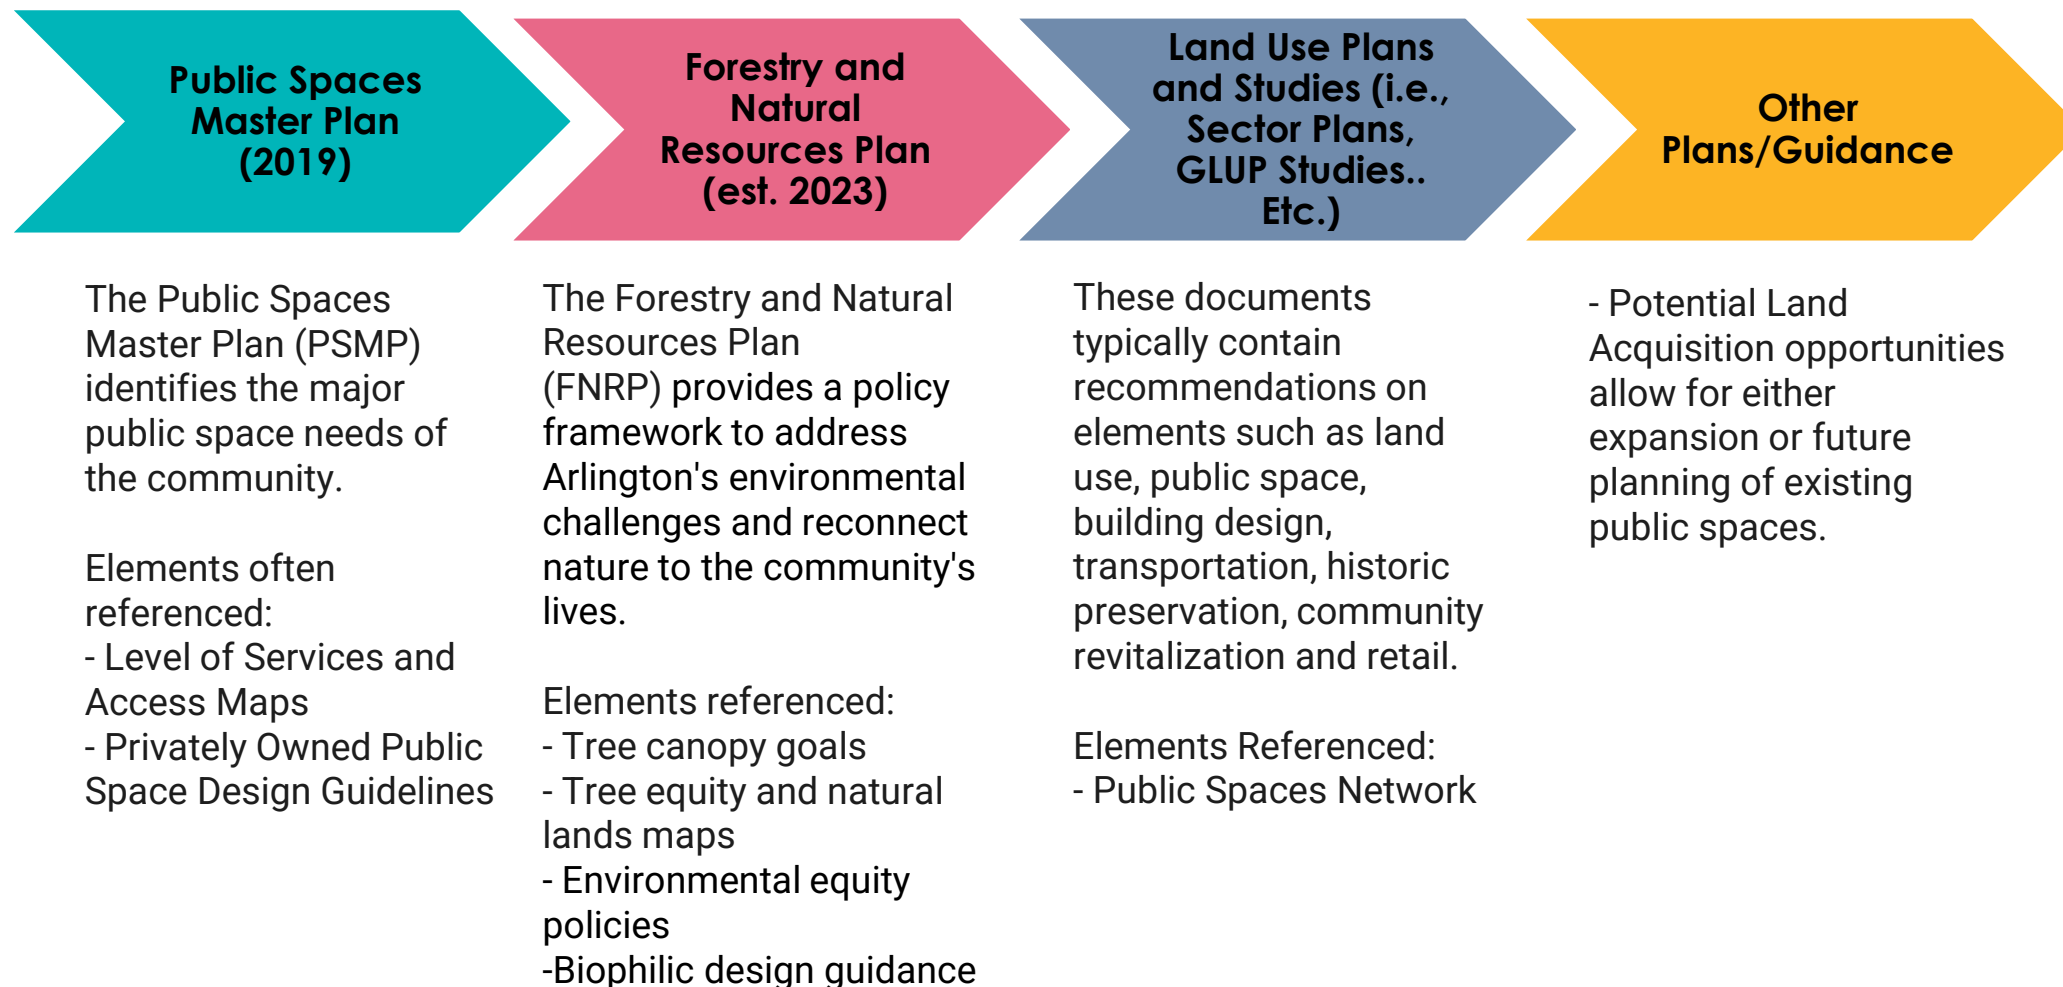 Public Spaces
Master Plan
(2019)
The Public Spaces
Master Plan (PSMP)
identifies the major
public space needs of
the community.
Elements often
referenced:
- Level of Services and
Access Maps
- Privately Owned Public
Space Design Guidelines
Forestry and
Natural
Resources Plan
(est. 2023)
The Forestry and Natural
Resources Plan
(FNRP) provides a policy
framework to address
Arlington's environmental
challenges and reconnect
nature to the community's
lives.
Elements referenced:
- Tree canopy goals
- Tree equity and natural
lands maps
- Environmental equity
policies
-Biophilic design guidance
Land Use Plans
and Studies (i.e.,
Sector Plans,
GLUP Studies..
Etc.)
These documents
typically contain
recommendations on
elements such as land
use, public space,
building design,
transportation, historic
preservation, community
revitalization and retail.
Elements Referenced:
- Public Spaces Network
Other
Plans/Guidance
- Potential Land
Acquisition opportunities
allow for either
expansion or future
planning of existing
public spaces.